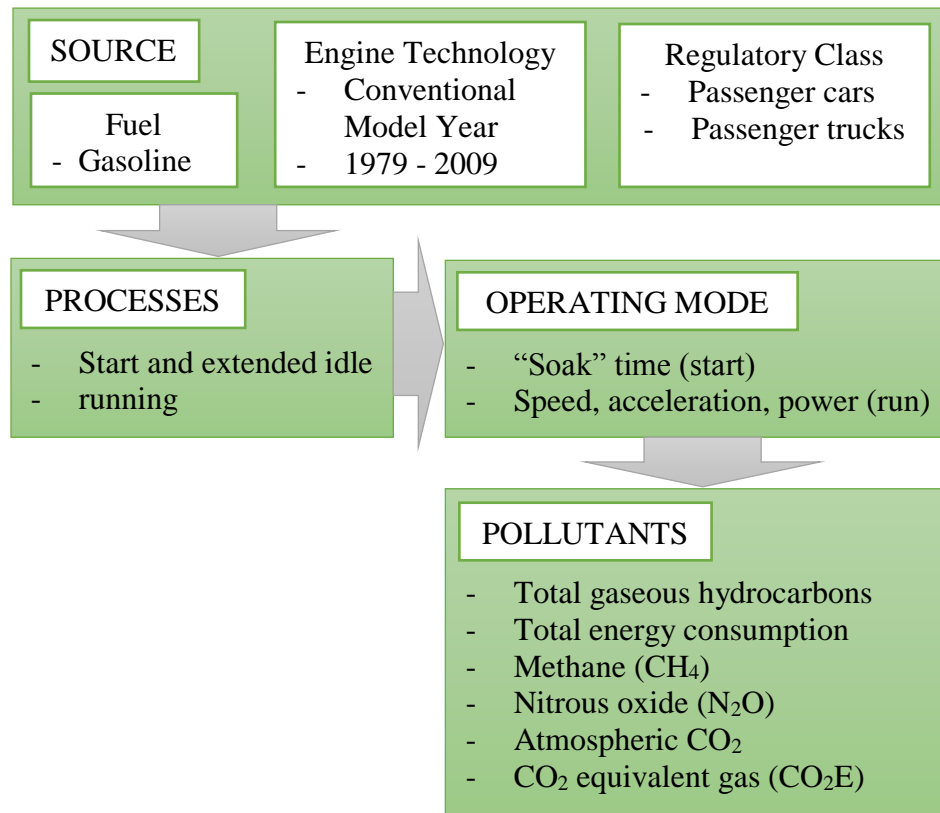 SOURCE
Fuel
- Gasoline
Engine Technology
- Conventional
Model Year
- 1979 - 2009
Regulatory Class
- Passenger cars
- Passenger trucks
PROCESSES
- Start and extended idle
- running
OPERATING MODE
- “Soak” time (start)
- Speed, acceleration, power (run)
POLLUTANTS
- Total gaseous hydrocarbons
- Total energy consumption
- Methane (CH₄)
- Nitrous oxide (N₂O)
- Atmospheric CO₂
- CO₂ equivalent gas (CO₂E)